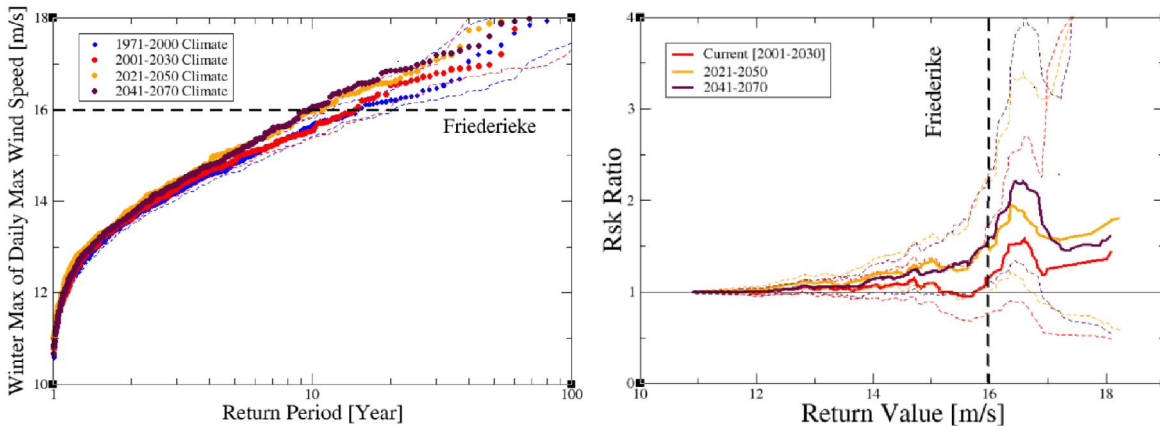 Winter Max of Daily Max Wind Speed [m/s]
18
16
14
12
10
1971-2000 Climate
2001-2030 Climate
2021-2050 Climate
2041-2070 Climate
Friederieke
1
10
100
Return Period [Year]
Rsk Ratio
4
3
2
1
0
Current [2001-2030]
2021-2050
2041-2070
Friederike
10
12
14
16
18
Return Value [m/s]